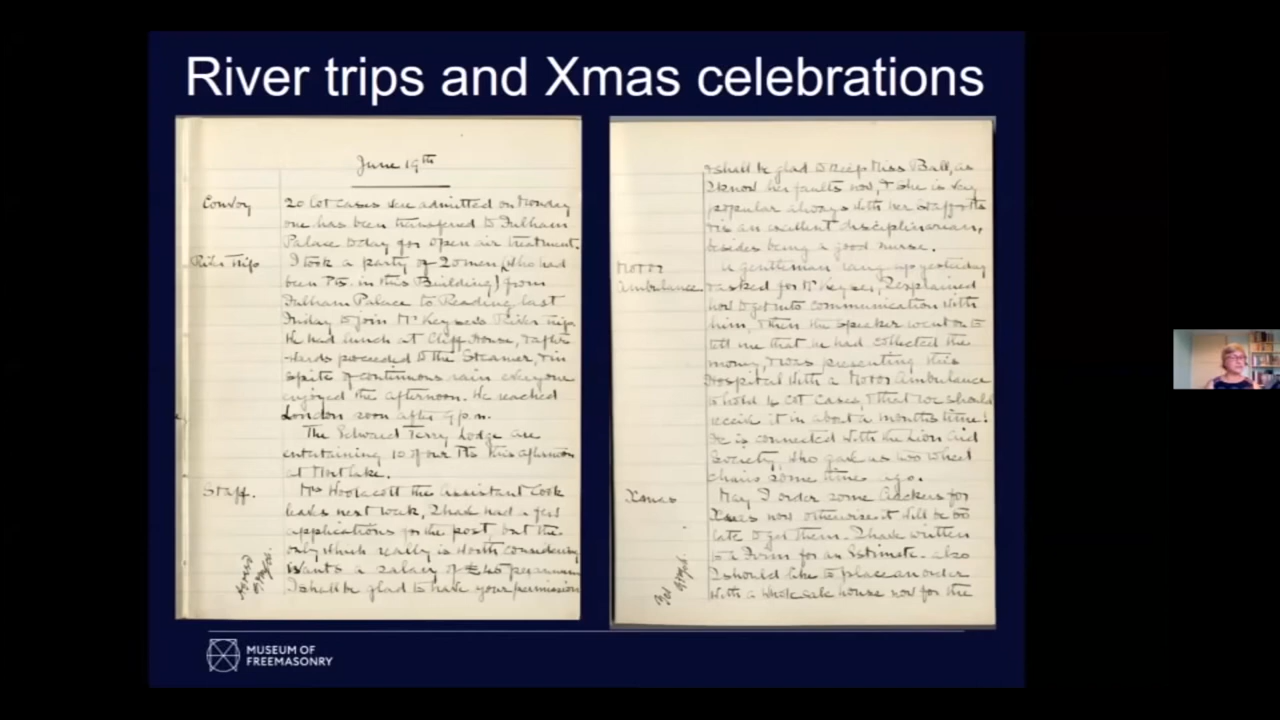 River trips and Xmas celebrations
June 19th
Convoy
20 Cot cases were admitted on Monday
one has been transferred to Fulham
Palace today for open air treatment.
River Trip
I took a party of 20 men (who had
been Pts. in this Building) from
Fulham Palace to Reading last
Friday to join Mr Keyser's River trip
We had lunch at Cliff House, & after
-wards proceeded to the Steamer, & in
spite of continuous rain everyone
enjoyed the afternoon. We reached
London soon after 9 p.m.
The Edward Terry Lodge are
entertaining 10 of our Pts this afternoon
at Mortlake.
Staff.
Mrs Woolacott the Assistant Cook
leaves next week, I have had a few
applications for the post, but the
only which really is worth considering
wants a salary of £40 per annum
I shall be glad to have your permission
I shall be glad to keep Miss Ball, as
I know her faults now, & she is very
popular always with her Staff &
is an excellent disciplinarian,
besides being a good nurse.
Motor
Ambulance
A gentleman rang up yesterday
& asked for Mr Keyser, I explained
how to get into communication with
him, & then the speaker went on to
tell me that he had collected the
money, & was presenting this
Hospital with a Motor Ambulance
to hold 4 cot cases, & that we should
receive it in about a months time!
He is connected with the Lion Aid
Society, who gave us two wheel
chairs some time ago.
Xmas
May I order some Crackers for
Xmas now otherwise it will be too
late to get them. I have written
to a Firm for an Estimate. also
I should like to place an order
with a wholesale house now for the
MUSEUM OF
FREEMASONRY